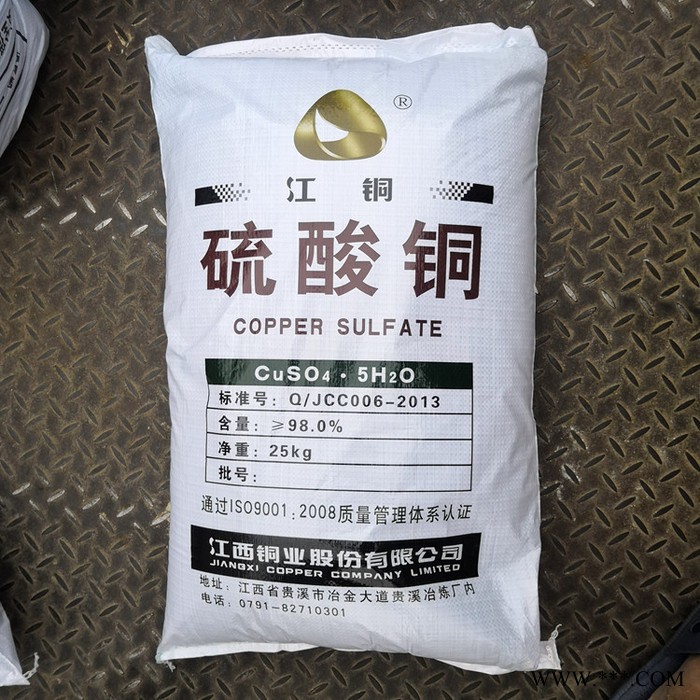 ®
江铜
硫酸铜
COPPER SULFATE
CuSO4 · 5H2O
标准号: Q/JCC006-2013
含量: ≥98.0%
净重: 25kg
批号:
通过ISO9001:2008质量管理体系认证
江西铜业股份有限公司
JIANGXI COPPER COMPANY LIMITED
地址: 江西省贵溪市冶金大道贵溪冶炼厂内
电话: 0791-82710301
WWW.***.COM